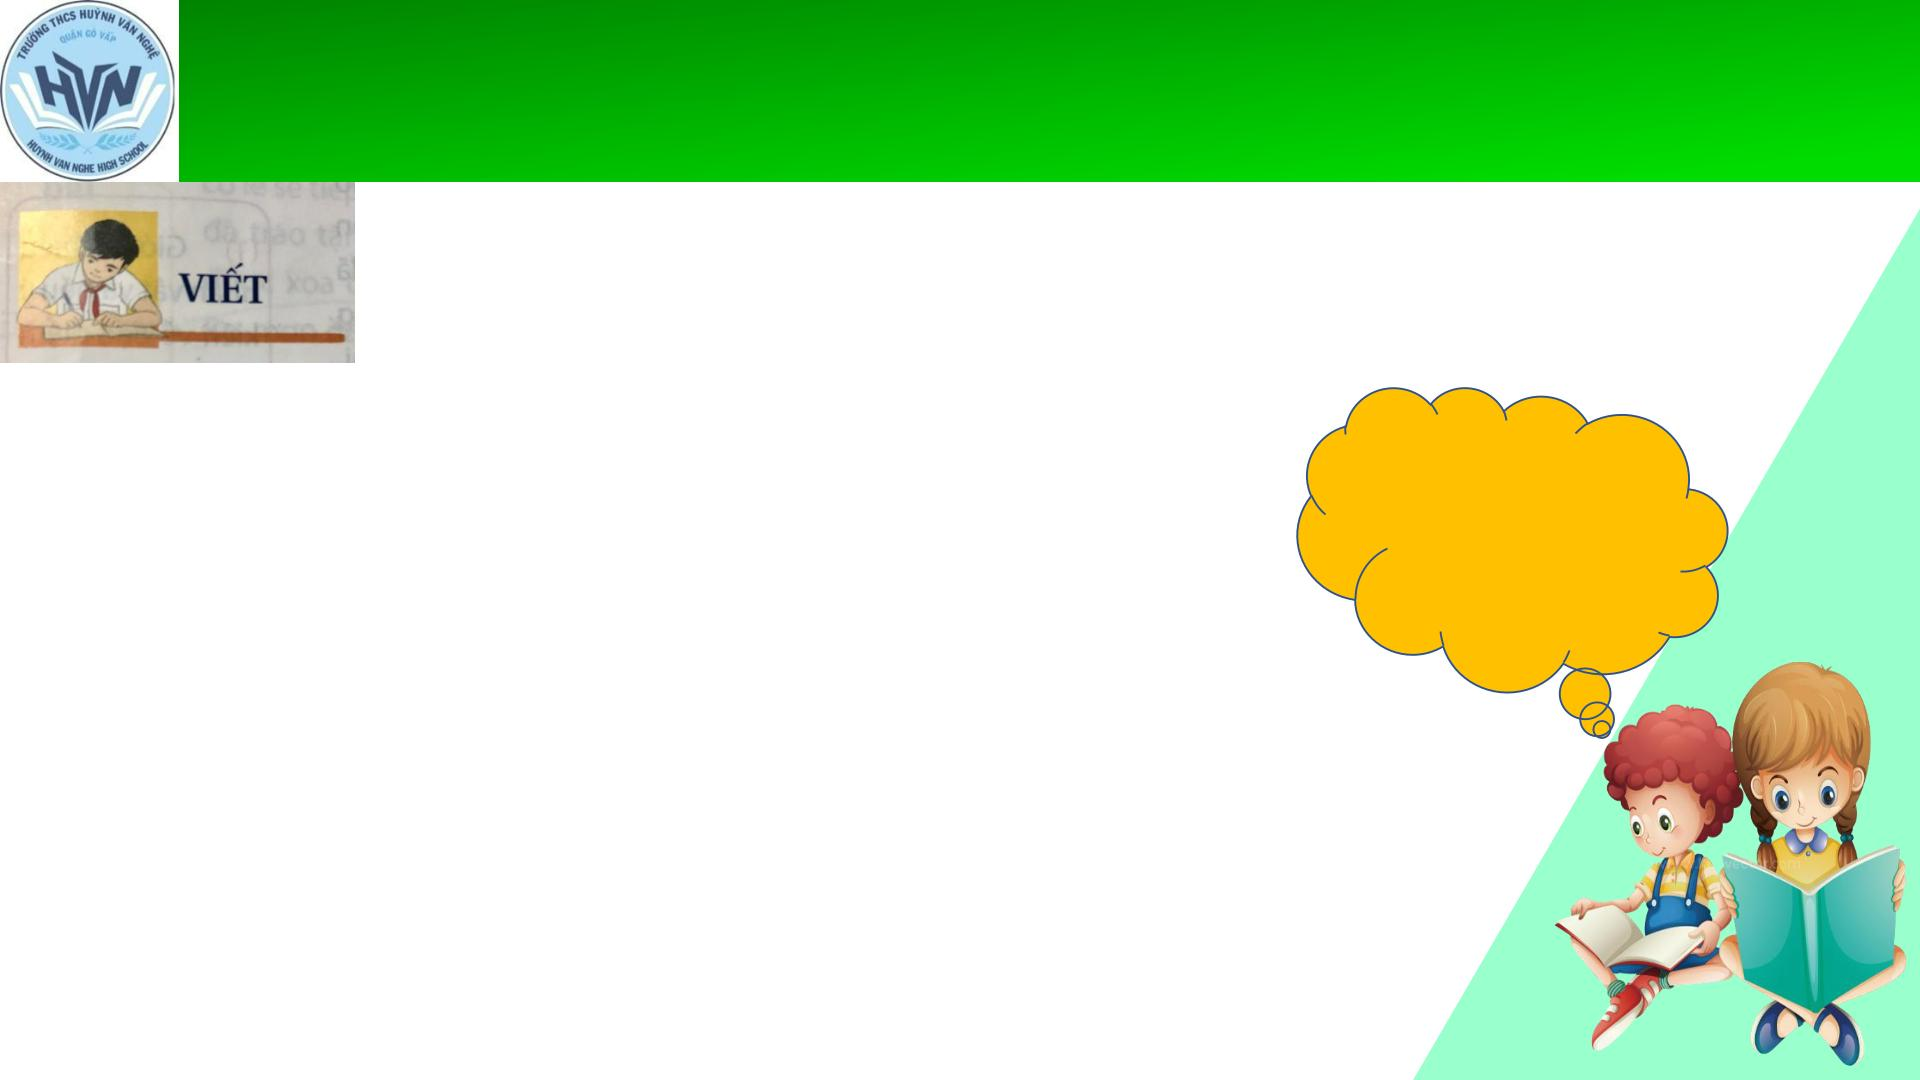 TRƯỜNG THCS HUỲNH VĂN NGHỆ
QUẬN GÒ VẤP
HVN
HUYNH VAN NGHE HIGH SCHOOL
VIẾT